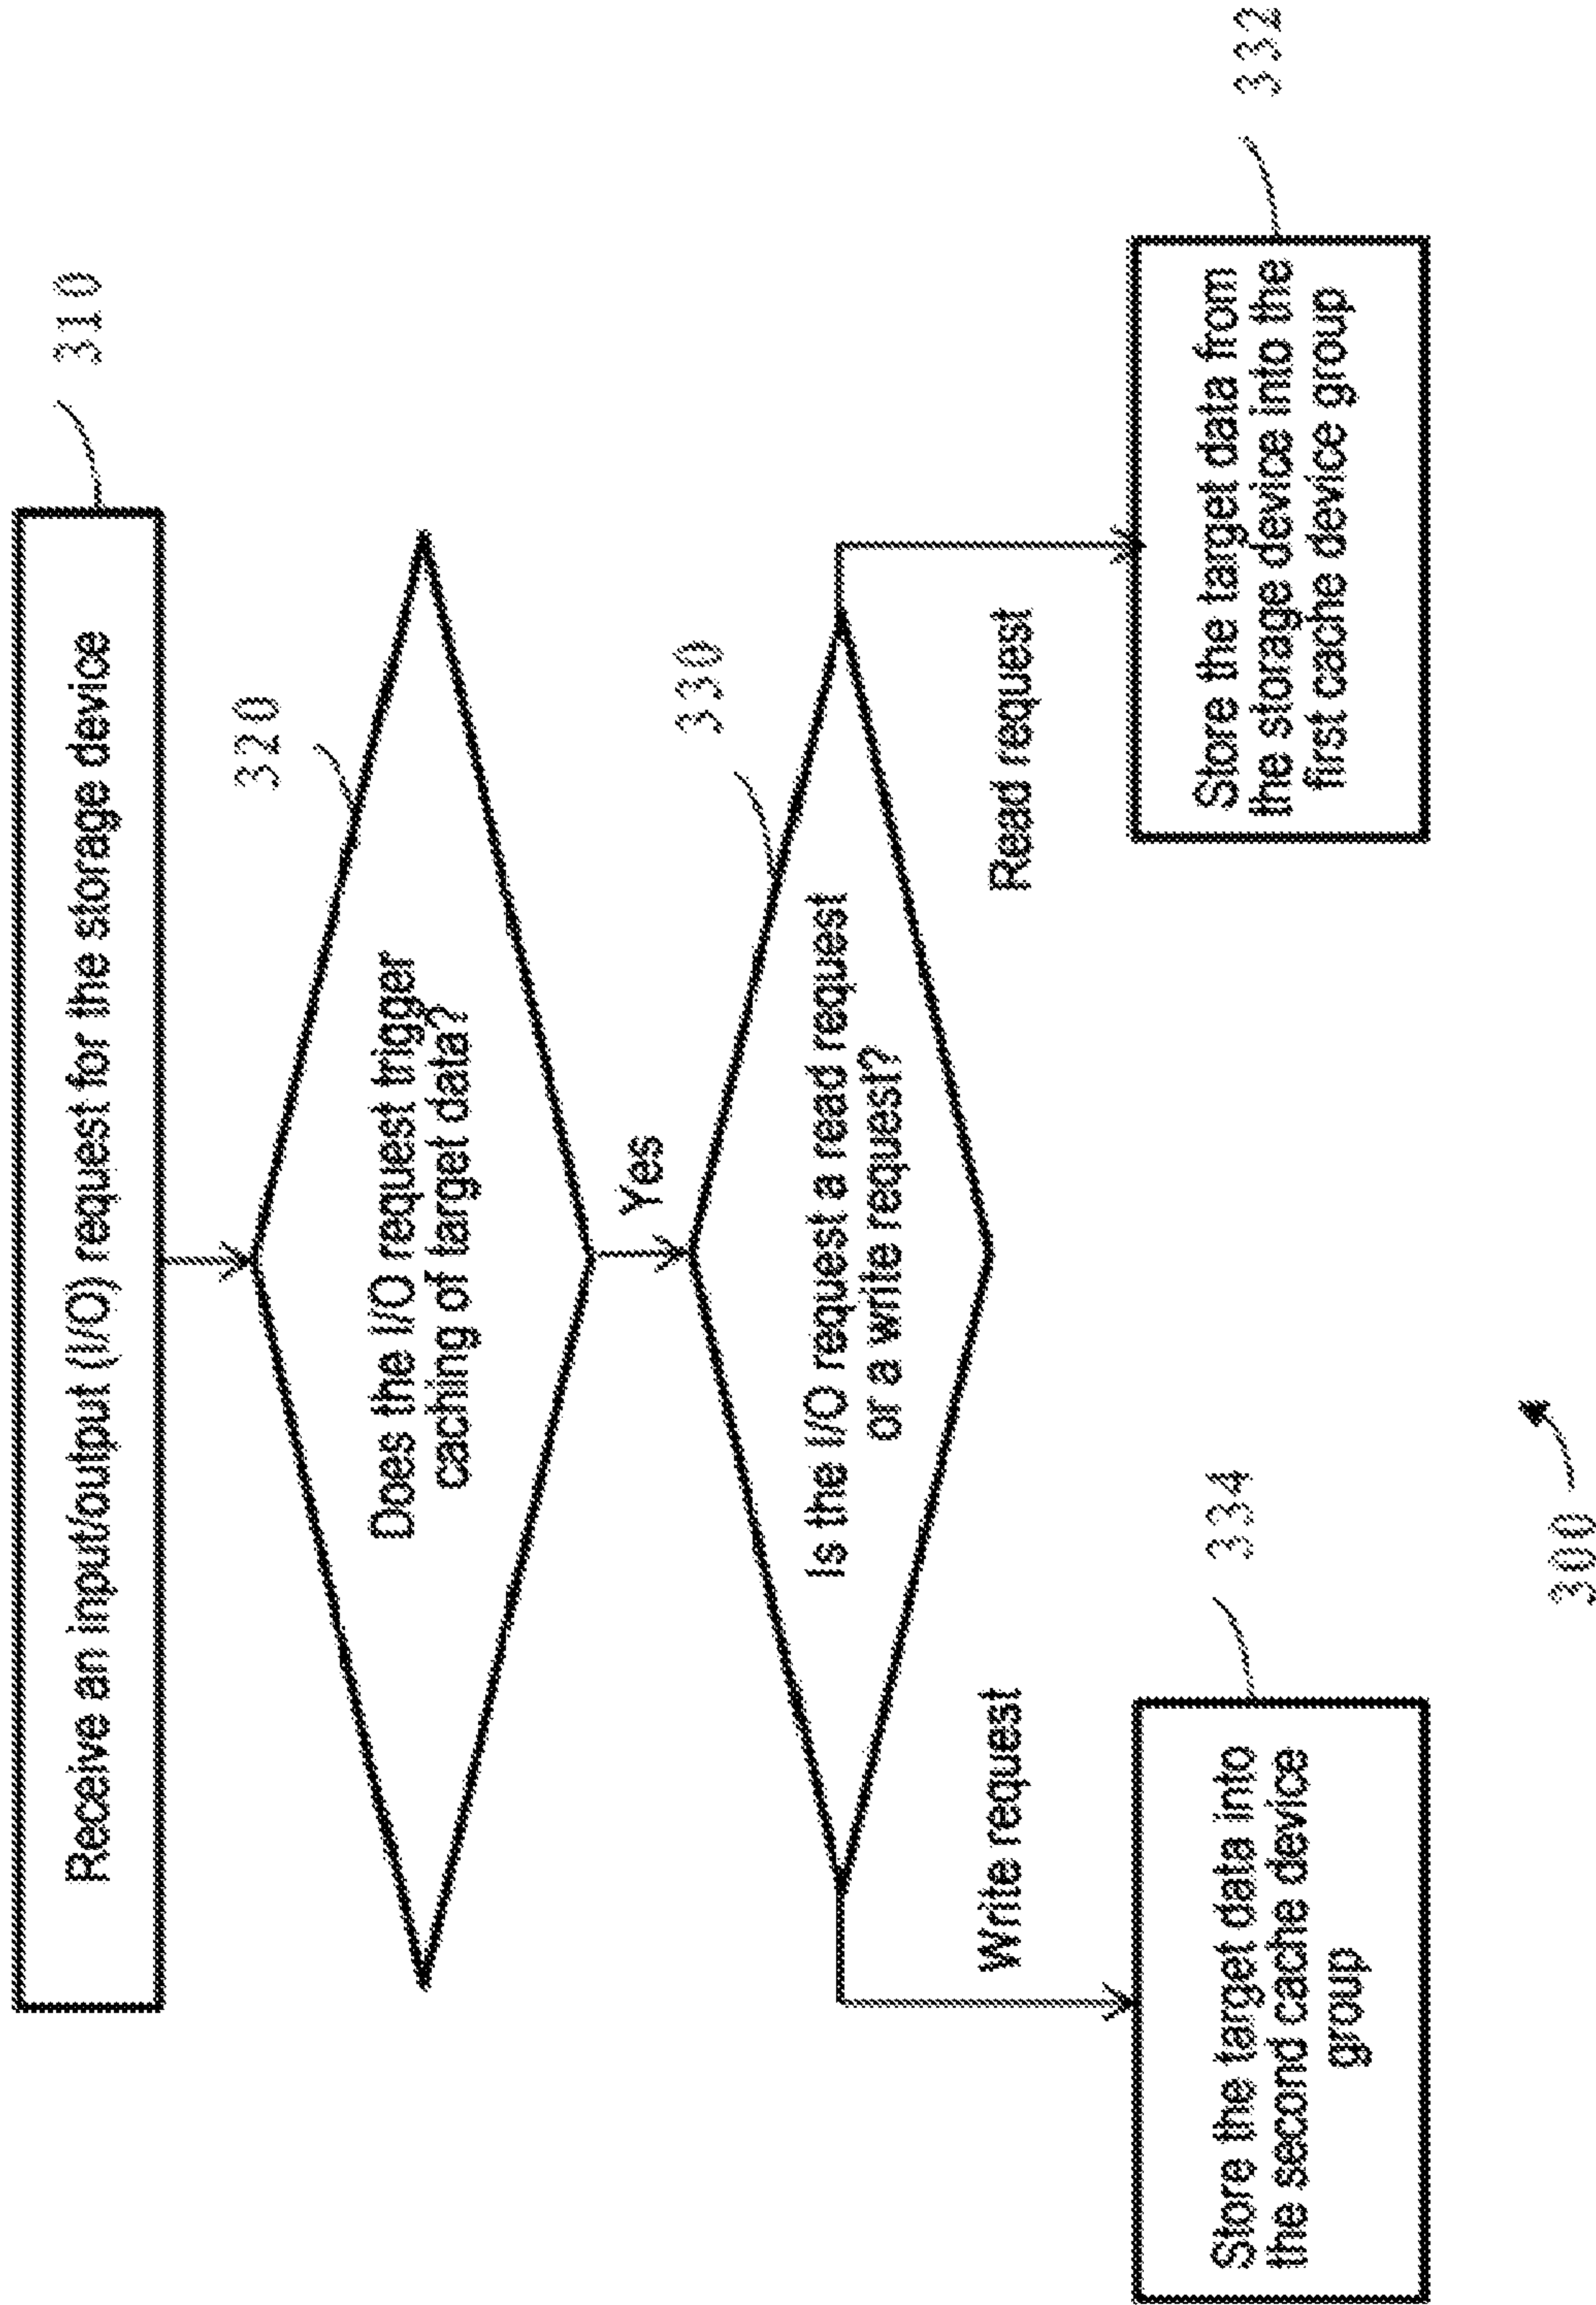 Receive an input/output (I/O) request for the storage device
310
320
Does the I/O request trigger
caching of target data?
Yes
330
Is the I/O request a read request
or a write request?
Write request
Read request
334
Store the target data into
the second cache device
group
332
Store the target data from
the storage device into the
first cache device group
300